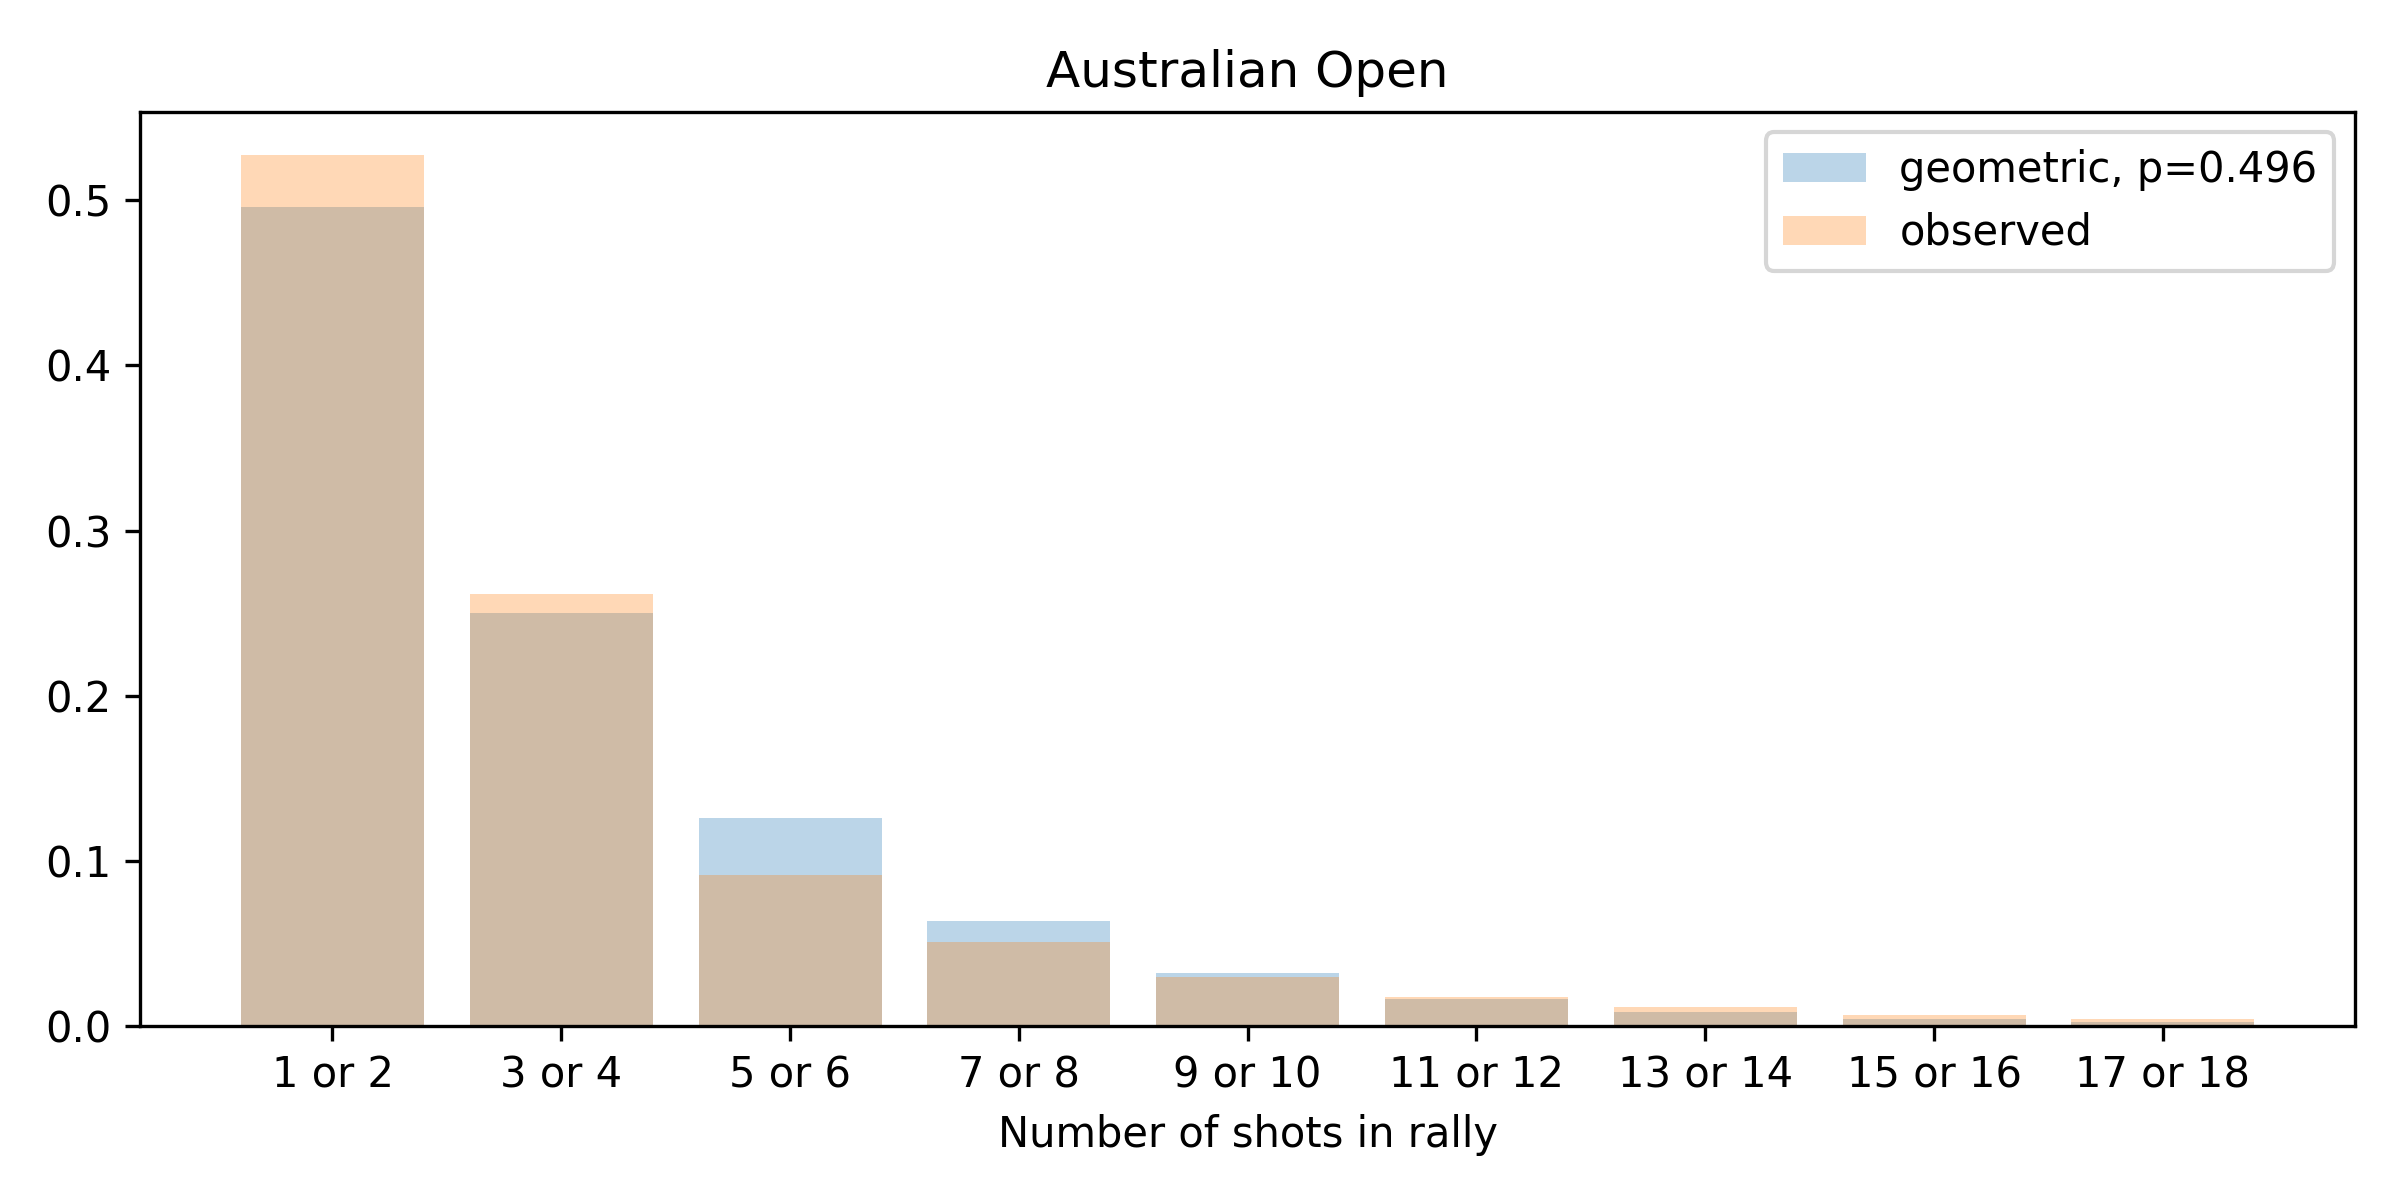 Australian Open
geometric, p=0.496
observed
0.5
0.4
0.3
0.2
0.1
0.0
1 or 2
3 or 4
5 or 6
7 or 8
9 or 10
11 or 12
13 or 14
15 or 16
17 or 18
Number of shots in rally